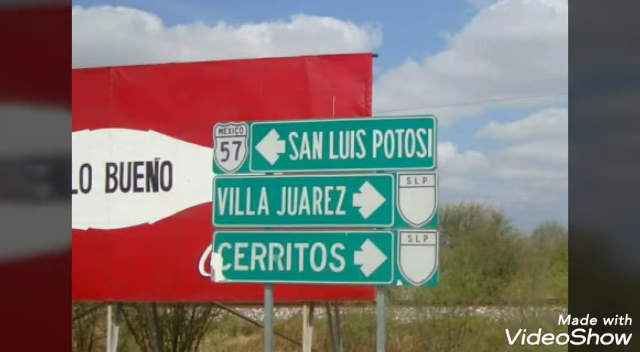 LO BUEÑO
MEXICO
57
SAN LUIS POTOSI
VILLA JUAREZ
SLP
CERRITOS
SLP
Made with
VideoShow